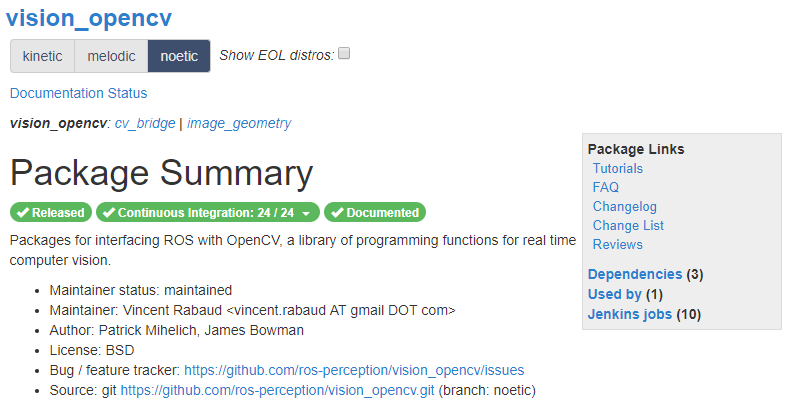 vision_opencv
kinetic melodic noetic Show EOL distros:
Documentation Status
vision_opencv: cv_bridge | image_geometry
Package Summary
Released Continuous Integration: 24 / 24 Documented
Packages for interfacing ROS with OpenCV, a library of programming functions for real time
computer vision.
Maintainer status: maintained
Maintainer: Vincent Rabaud <vincent.rabaud AT gmail DOT com>
Author: Patrick Mihelich, James Bowman
License: BSD
Bug / feature tracker: https://github.com/ros-perception/vision_opencv/issues
Source: git https://github.com/ros-perception/vision_opencv.git (branch: noetic)
Package Links
Tutorials
FAQ
Changelog
Change List
Reviews
Dependencies (3)
Used by (1)
Jenkins jobs (10)